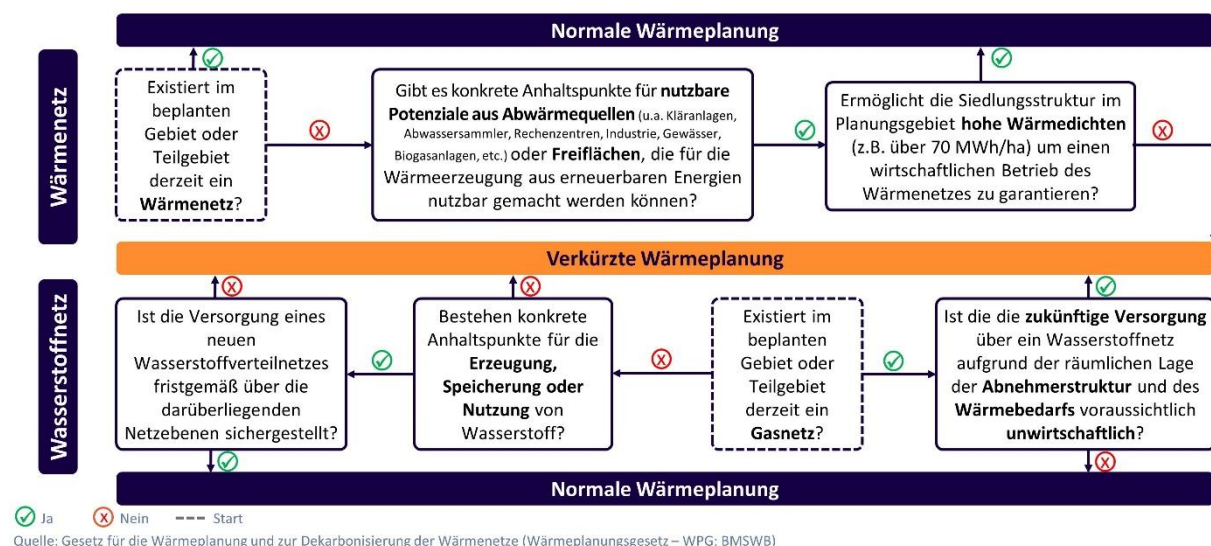 Normale Wärmeplanung
Wärmenetz
Existiert im
beplanten
Gebiet oder
Teilgebiet
derzeit ein
Wärmenetz?
Gibt es konkrete Anhaltspunkte für nutzbare
Potenziale aus Abwärmequellen (u.a. Kläranlagen,
Abwassersammler, Rechenzentren, Industrie, Gewässer,
Biogasanlagen, etc.) oder Freiflächen, die für die
Wärmeerzeugung aus erneuerbaren Energien
nutzbar gemacht werden können?
Ermöglicht die Siedlungsstruktur im
Planungsgebiet hohe Wärmedichten
(z.B. über 70 MWh/ha) um einen
wirtschaftlichen Betrieb des
Wärmenetzes zu garantieren?
Verkürzte Wärmeplanung
Wasserstoffnetz
Ist die Versorgung eines
neuen
Wasserstoffverteilnetzes
fristgemäß über die
darüberliegenden
Netzebenen sichergestellt?
Bestehen konkrete
Anhaltspunkte für die
Erzeugung,
Speicherung oder
Nutzung von
Wasserstoff?
Existiert im
beplanten
Gebiet oder
Teilgebiet
derzeit ein
Gasnetz?
Ist die die zukünftige Versorgung
über ein Wasserstoffnetz
aufgrund der räumlichen Lage
der Abnehmerstruktur und des
Wärmebedarfs voraussichtlich
unwirtschaftlich?
Normale Wärmeplanung
Ja
Nein
Start
Quelle: Gesetz für die Wärmeplanung und zur Dekarbonisierung der Wärmenetze (Wärmeplanungsgesetz – WPG: BMSWB)